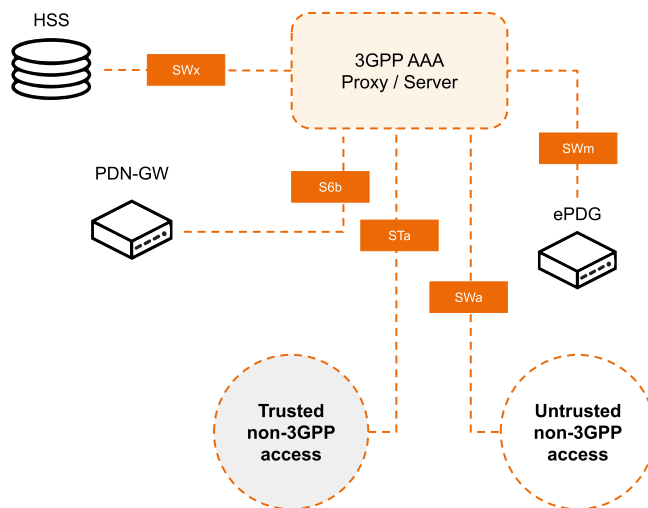 HSS
3GPP AAA
Proxy / Server
SWx
SWm
PDN-GW
S6b
ePDG
STa
SWa
Trusted
non-3GPP
access
Untrusted
non-3GPP
access